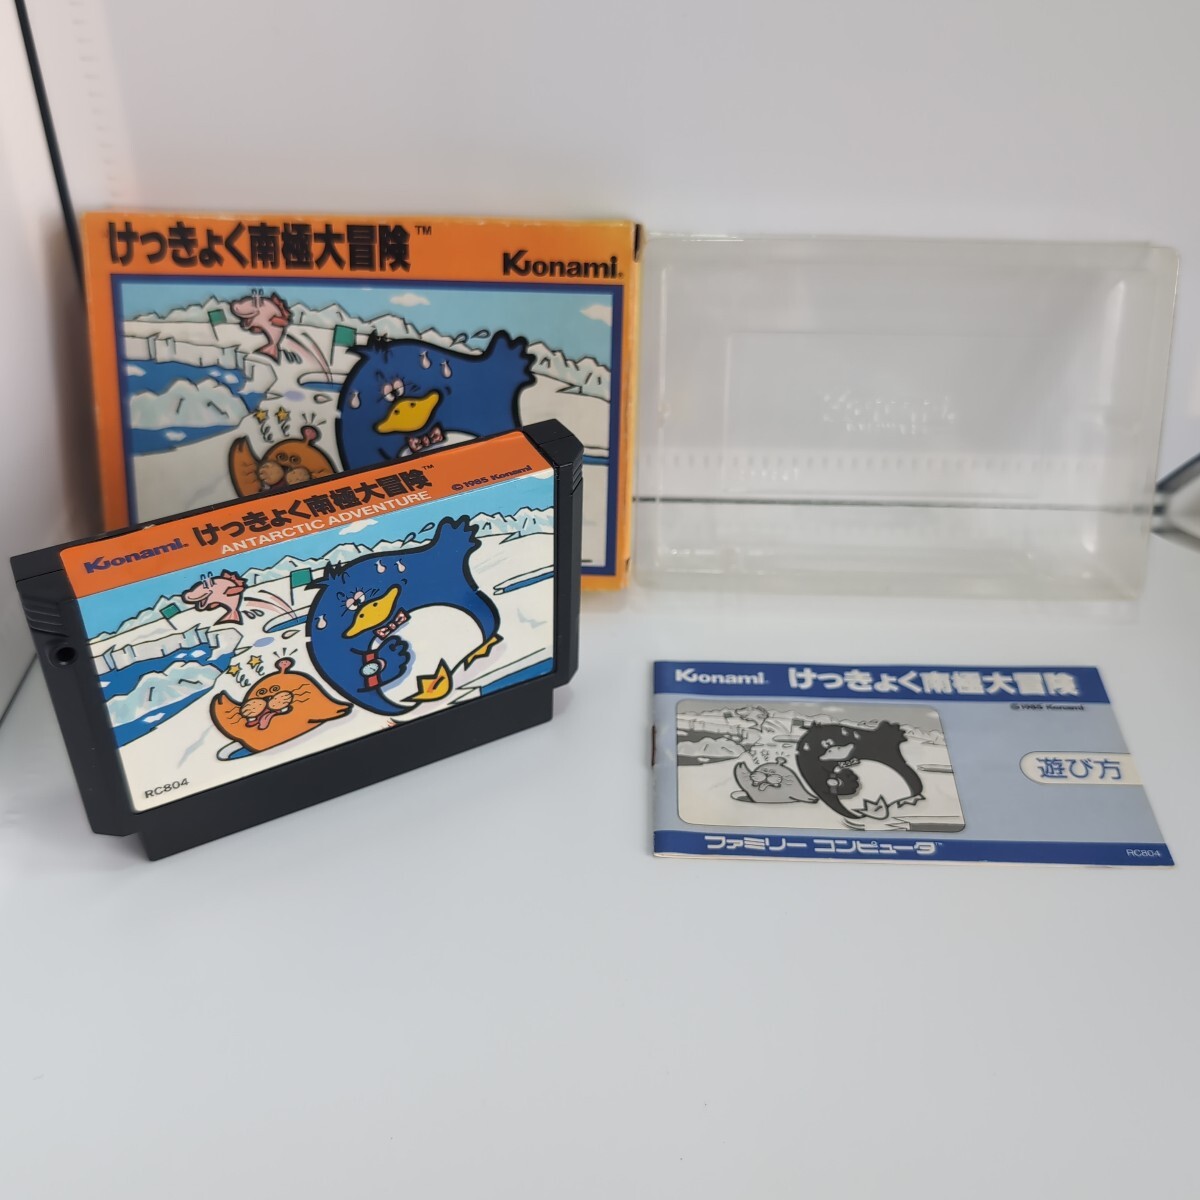 けっきょく南極大冒険™
Konami®
Konami® けっきょく南極大冒険™
ANTARCTIC ADVENTURE ©1985 Konami
RC804
Konami® けっきょく南極大冒険
©1985 Konami
遊び方
ファミリー コンピュータ™
RC804